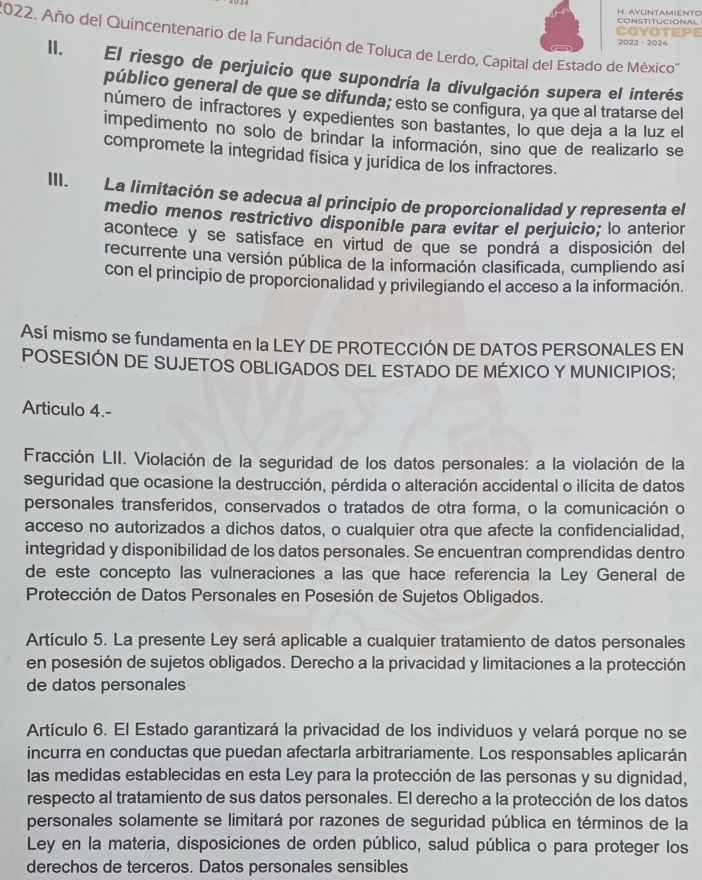 2022. Año del Quincentenario de la Fundación de Toluca de Lerdo, Capital del Estado de México"
H. AYUNTAMIENTO
CONSTITUCIONAL
COYOTEPE
2022 - 2024
II. El riesgo de perjuicio que supondría la divulgación supera el interés
público general de que se difunda; esto se configura, ya que al tratarse del
número de infractores y expedientes son bastantes, lo que deja a la luz el
impedimento no solo de brindar la información, sino que de realizarlo se
compromete la integridad física y jurídica de los infractores.
III. La limitación se adecua al principio de proporcionalidad y representa el
medio menos restrictivo disponible para evitar el perjuicio; lo anterior
acontece y se satisface en virtud de que se pondrá a disposición del
recurrente una versión pública de la información clasificada, cumpliendo así
con el principio de proporcionalidad y privilegiando el acceso a la información.
Así mismo se fundamenta en la LEY DE PROTECCIÓN DE DATOS PERSONALES EN
POSESIÓN DE SUJETOS OBLIGADOS DEL ESTADO DE MÉXICO Y MUNICIPIOS;
Articulo 4.-
Fracción LII. Violación de la seguridad de los datos personales: a la violación de la
seguridad que ocasione la destrucción, pérdida o alteración accidental o ilícita de datos
personales transferidos, conservados o tratados de otra forma, o la comunicación o
acceso no autorizados a dichos datos, o cualquier otra que afecte la confidencialidad,
integridad y disponibilidad de los datos personales. Se encuentran comprendidas dentro
de este concepto las vulneraciones a las que hace referencia la Ley General de
Protección de Datos Personales en Posesión de Sujetos Obligados.
Artículo 5. La presente Ley será aplicable a cualquier tratamiento de datos personales
en posesión de sujetos obligados. Derecho a la privacidad y limitaciones a la protección
de datos personales
Artículo 6. El Estado garantizará la privacidad de los individuos y velará porque no se
incurra en conductas que puedan afectarla arbitrariamente. Los responsables aplicarán
las medidas establecidas en esta Ley para la protección de las personas y su dignidad,
respecto al tratamiento de sus datos personales. El derecho a la protección de los datos
personales solamente se limitará por razones de seguridad pública en términos de la
Ley en la materia, disposiciones de orden público, salud pública o para proteger los
derechos de terceros. Datos personales sensibles